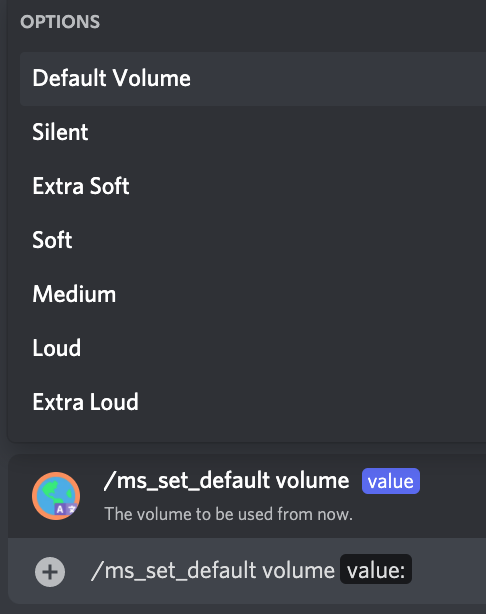 OPTIONS
Default Volume
Silent
Extra Soft
Soft
Medium
Loud
Extra Loud
/ms_set_default volume value
The volume to be used from now.
/ms_set_default volume value: